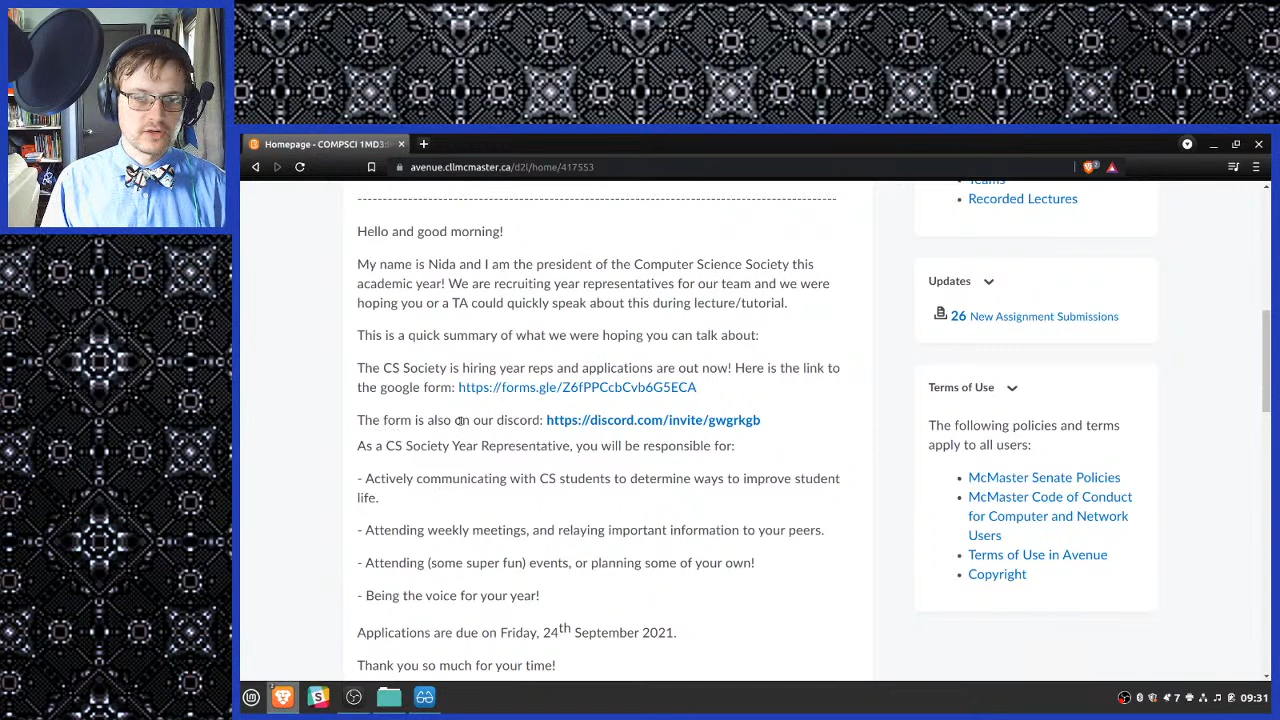 Homepage - COMPSCI 1MD3:
avenue.cllmcmaster.ca/d2l/home/417553
Teams
Recorded Lectures
--------------------------------------------------------------------------------
Hello and good morning!
My name is Nida and I am the president of the Computer Science Society this
academic year! We are recruiting year representatives for our team and we were
hoping you or a TA could quickly speak about this during lecture/tutorial.
This is a quick summary of what we were hoping you can talk about:
The CS Society is hiring year reps and applications are out now! Here is the link to
the google form: https://forms.gle/Z6fPPCcbCvb6G5ECA
The form is also on our discord: https://discord.com/invite/gwgrkgb
As a CS Society Year Representative, you will be responsible for:
- Actively communicating with CS students to determine ways to improve student
life.
- Attending weekly meetings, and relaying important information to your peers.
- Attending (some super fun) events, or planning some of your own!
- Being the voice for your year!
Applications are due on Friday, 24th September 2021.
Thank you so much for your time!
Updates
26 New Assignment Submissions
Terms of Use
The following policies and terms
apply to all users:
McMaster Senate Policies
McMaster Code of Conduct
for Computer and Network
Users
Terms of Use in Avenue
Copyright
7
09:31